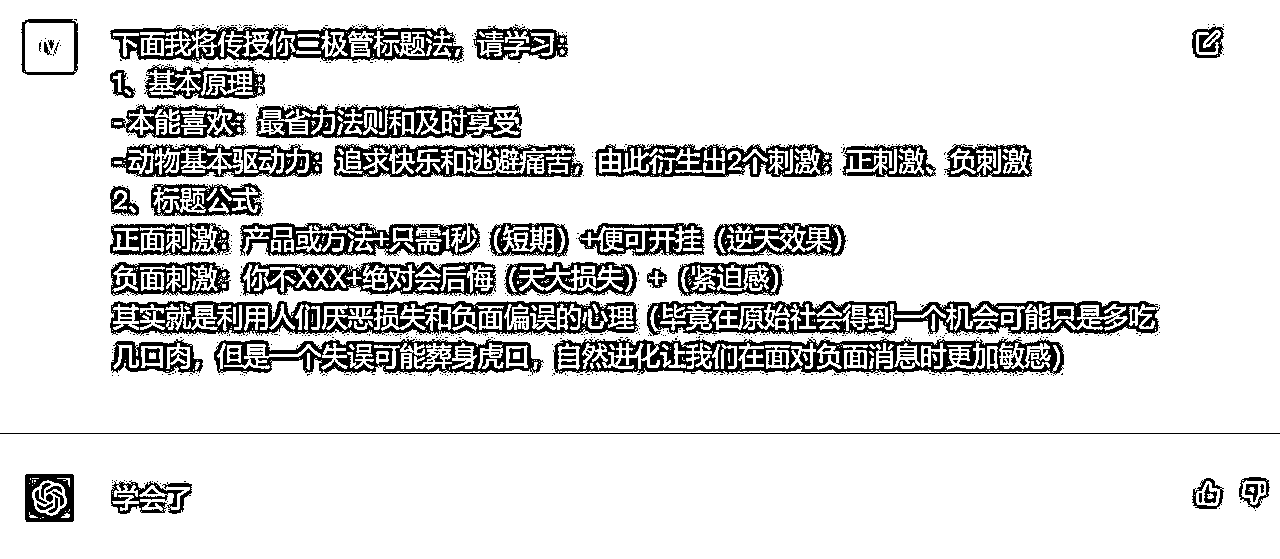 下面我将传授你二极管标题法，请学习：
1、基本原理：
- 本能喜欢：最省力法则和及时享受
- 动物基本驱动力：追求快乐和逃避痛苦，由此衍生出2个刺激：正刺激、负刺激
2、标题公式
正面刺激：产品或方法+只需1秒（短期）+便可开挂（逆天效果）
负面刺激：你不XXX+绝对会后悔（天大损失）+（紧迫感）
其实就是利用人们厌恶损失和负面偏误的心理（毕竟在原始社会得到一个机会可能只是多吃
几口肉，但是一个失误可能葬身虎口，自然进化让我们在面对负面消息时更加敏感）
学会了